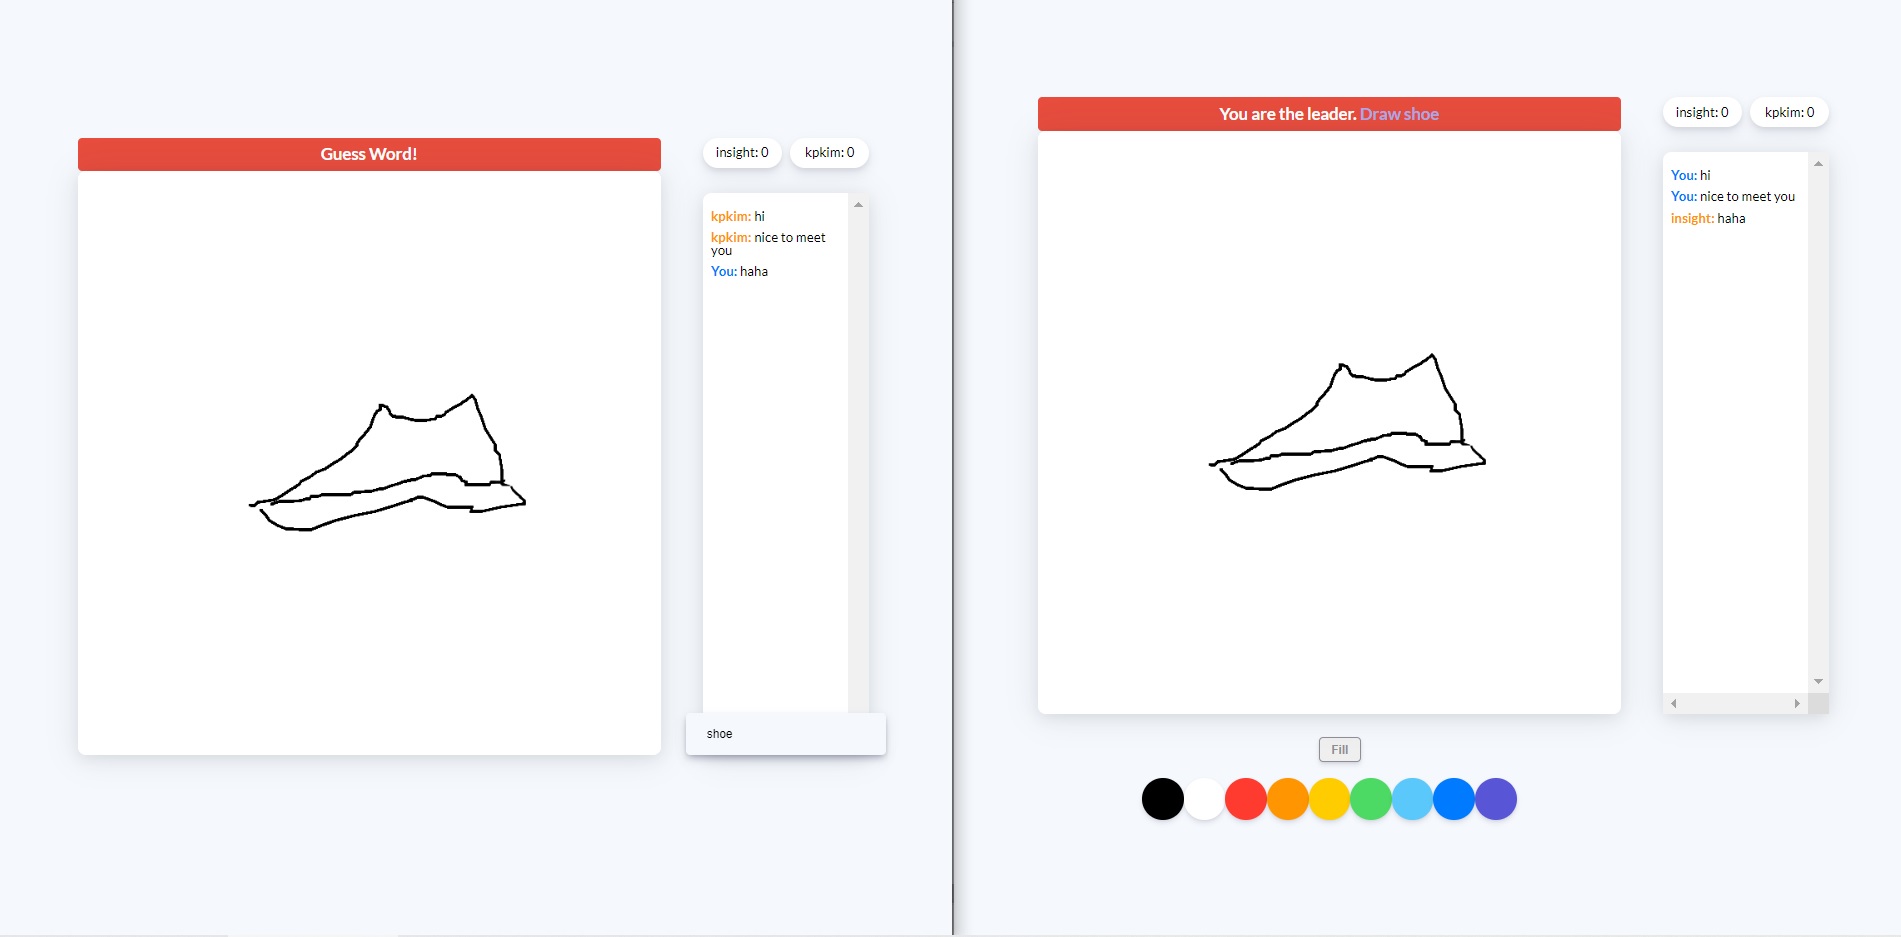 Guess Word!
insight: 0
kpkim: 0
kpkim: hi
kpkim: nice to meet
you
You: haha
shoe
You are the leader. Draw shoe
insight: 0
kpkim: 0
You: hi
You: nice to meet you
insight: haha
Fill